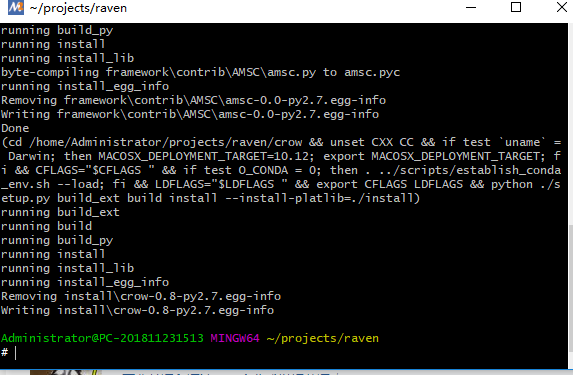 ~/projects/raven
running build_py
running install
running install_lib
byte-compiling framework\contrib\AMSC\amsc.py to amsc.pyc
running install_egg_info
Removing framework\contrib\AMSC\amsc-0.0-py2.7.egg-info
Writing framework\contrib\AMSC\amsc-0.0-py2.7.egg-info
Done
(cd /home/Administrator/projects/raven/crow && unset CXX CC && if test `uname` =
 Darwin; then MACOSX_DEPLOYMENT_TARGET=10.12; export MACOSX_DEPLOYMENT_TARGET; f
i && CFLAGS="$CFLAGS " && if test O_CONDA = 0; then . ../scripts/establish_conda
_env.sh --load; fi && LDFLAGS="$LDFLAGS " && export CFLAGS LDFLAGS && python ./s
etup.py build_ext build install --install-platlib=./install)
running build_ext
running build
running build_py
running install
running install_lib
running install_egg_info
Removing install\crow-0.8-py2.7.egg-info
Writing install\crow-0.8-py2.7.egg-info
Administrator@PC-201811231513 MINGW64 ~/projects/raven
#